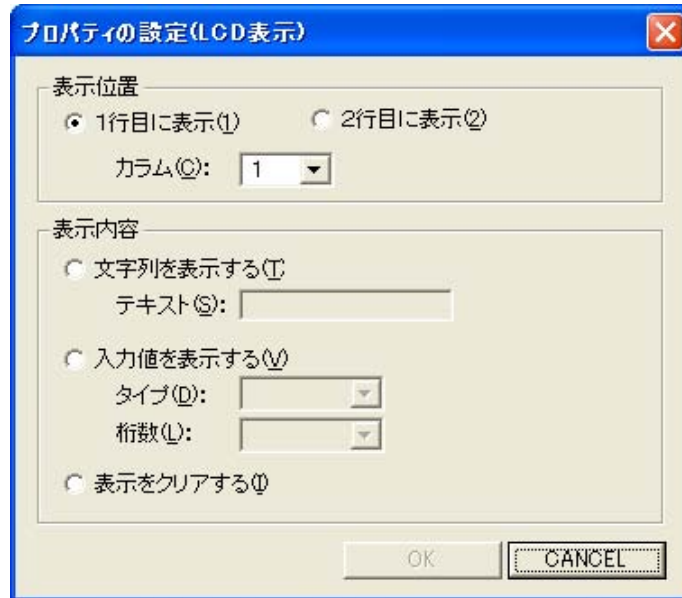 プロパティの設定(LCD表示)
表示位置
1行目に表示(1) 2行目に表示(2)
カラム(C): 1
表示内容
文字列を表示する(T
テキスト(S):
入力値を表示する(V)
タイプ(D):
桁数(L):
表示をクリアする(I)
OK CANCEL